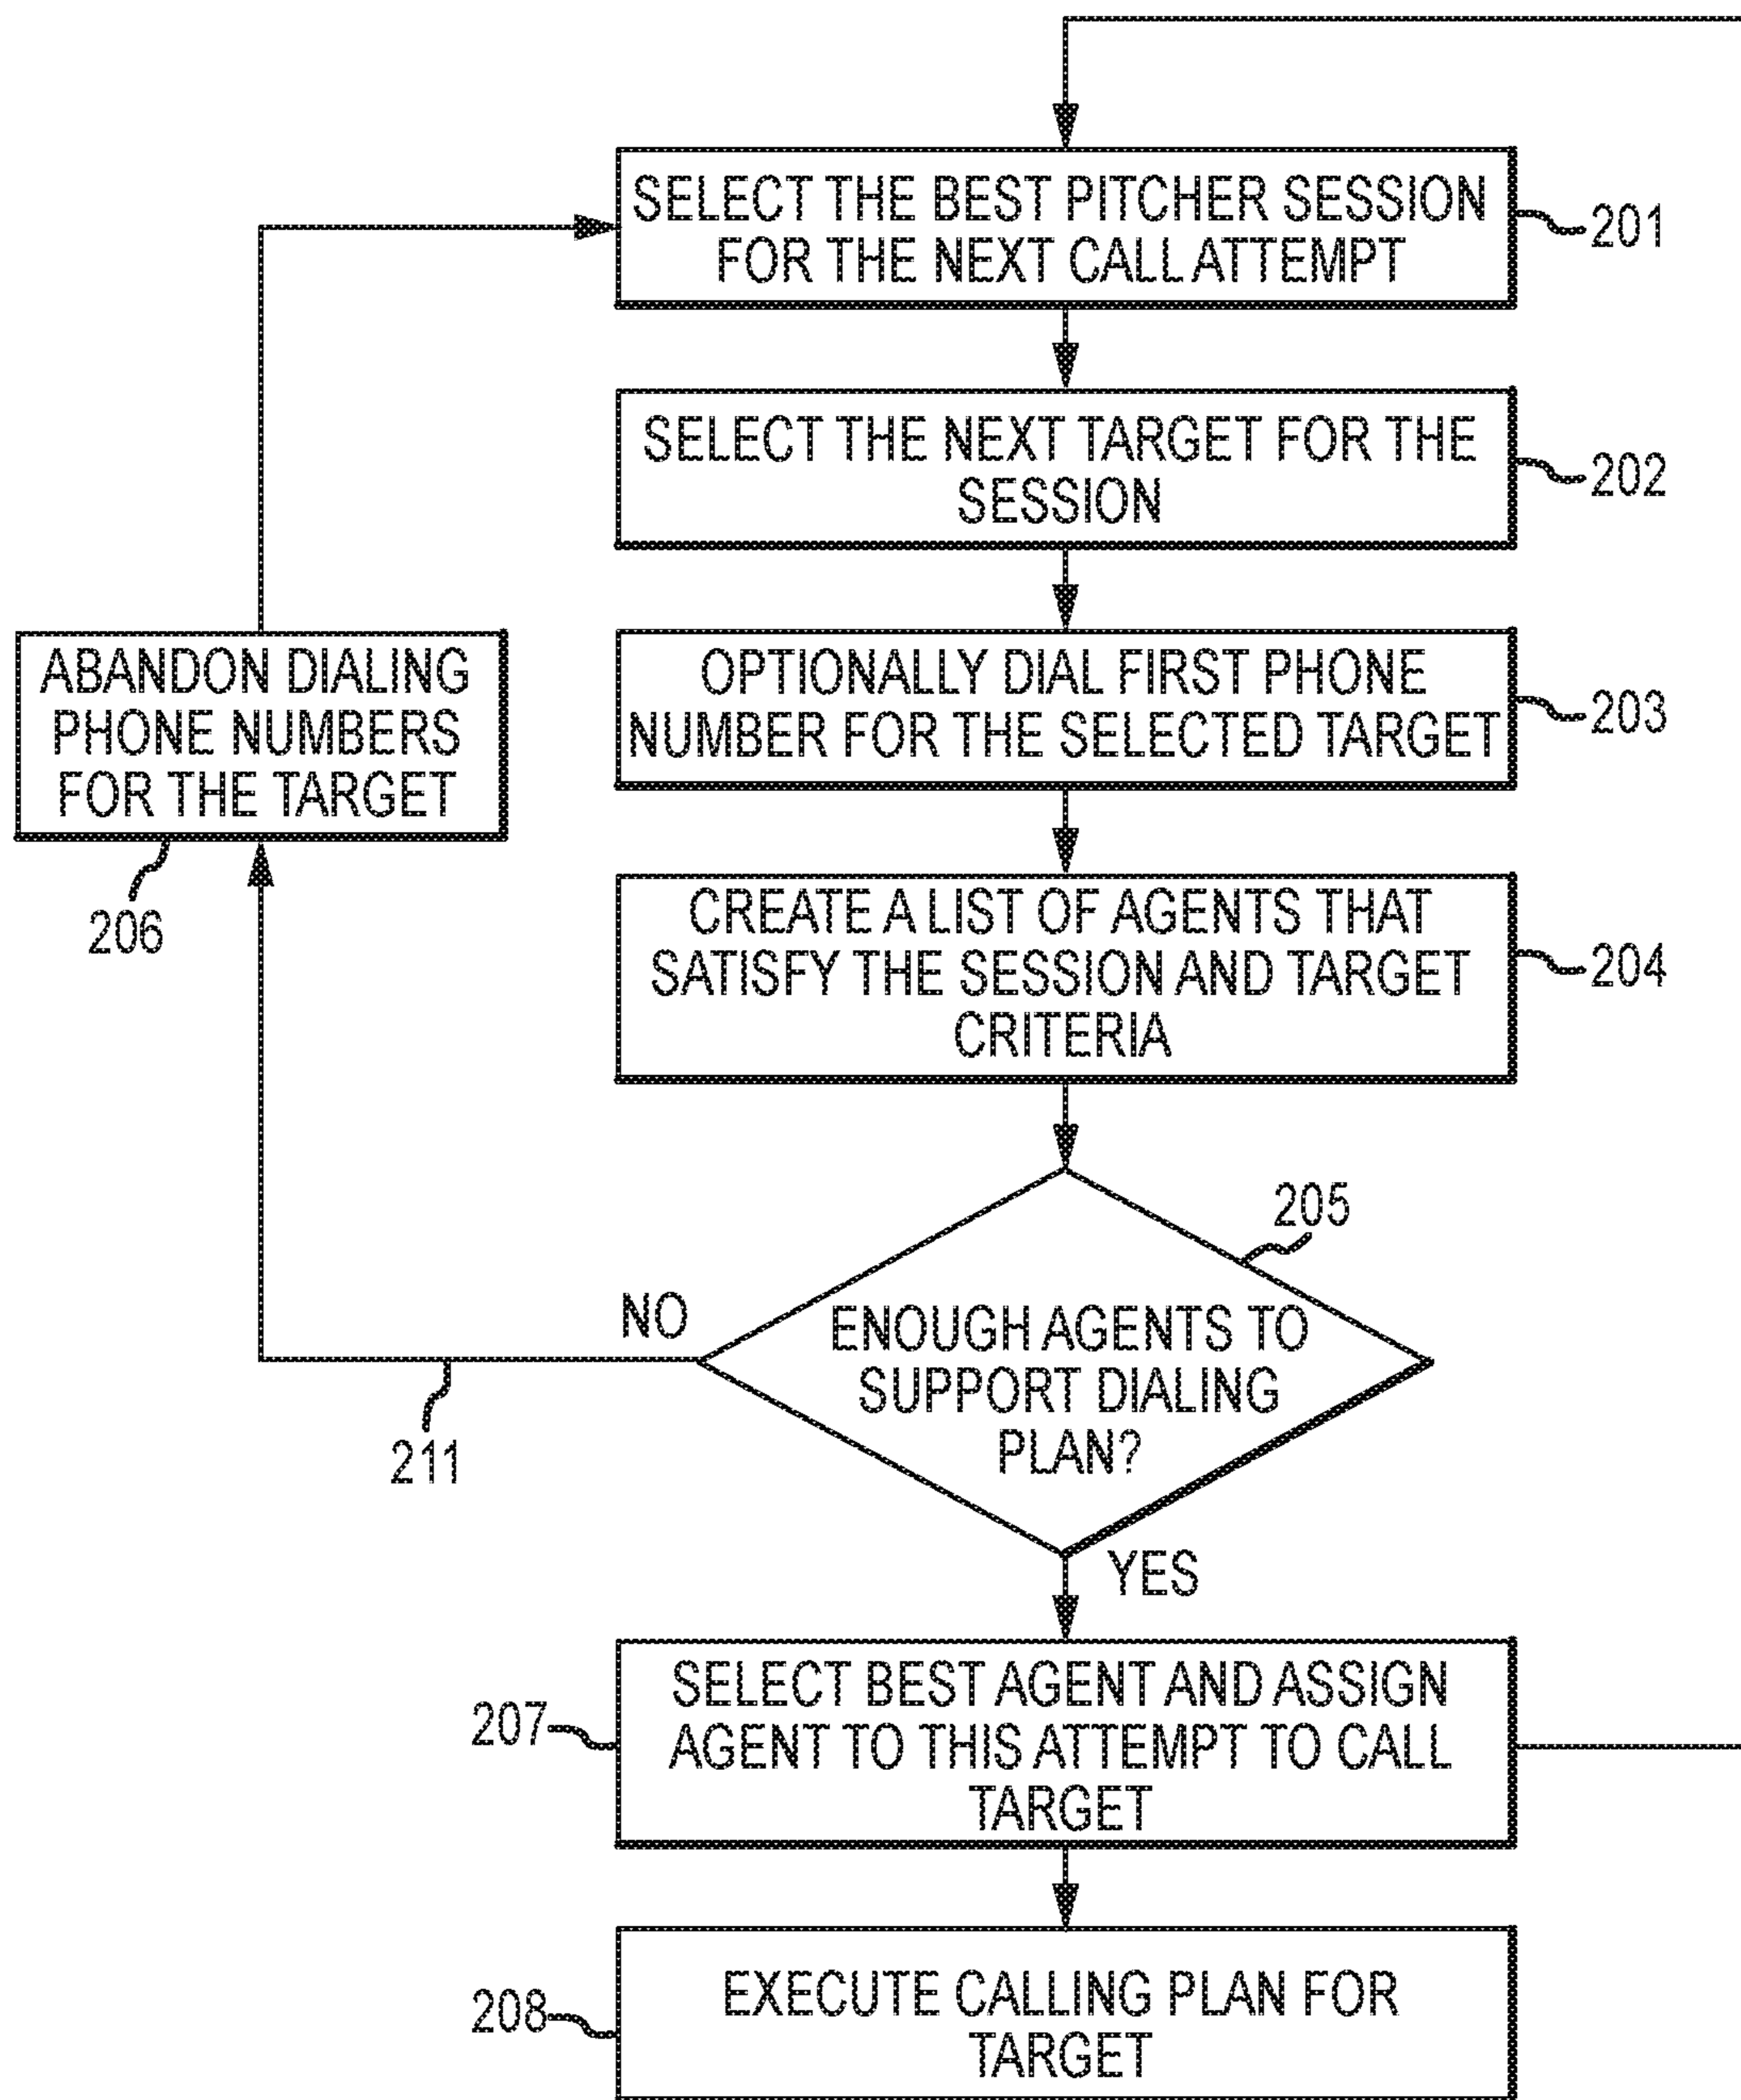 SELECT THE BEST PITCHER SESSION
FOR THE NEXT CALL ATTEMPT
201
SELECT THE NEXT TARGET FOR THE
SESSION
202
OPTIONALLY DIAL FIRST PHONE
NUMBER FOR THE SELECTED TARGET
203
ABANDON DIALING
PHONE NUMBERS
FOR THE TARGET
206
CREATE A LIST OF AGENTS THAT
SATISFY THE SESSION AND TARGET
CRITERIA
204
205
NO
ENOUGH AGENTS TO
SUPPORT DIALING
PLAN?
211
YES
207
SELECT BEST AGENT AND ASSIGN
AGENT TO THIS ATTEMPT TO CALL
TARGET
208
EXECUTE CALLING PLAN FOR
TARGET